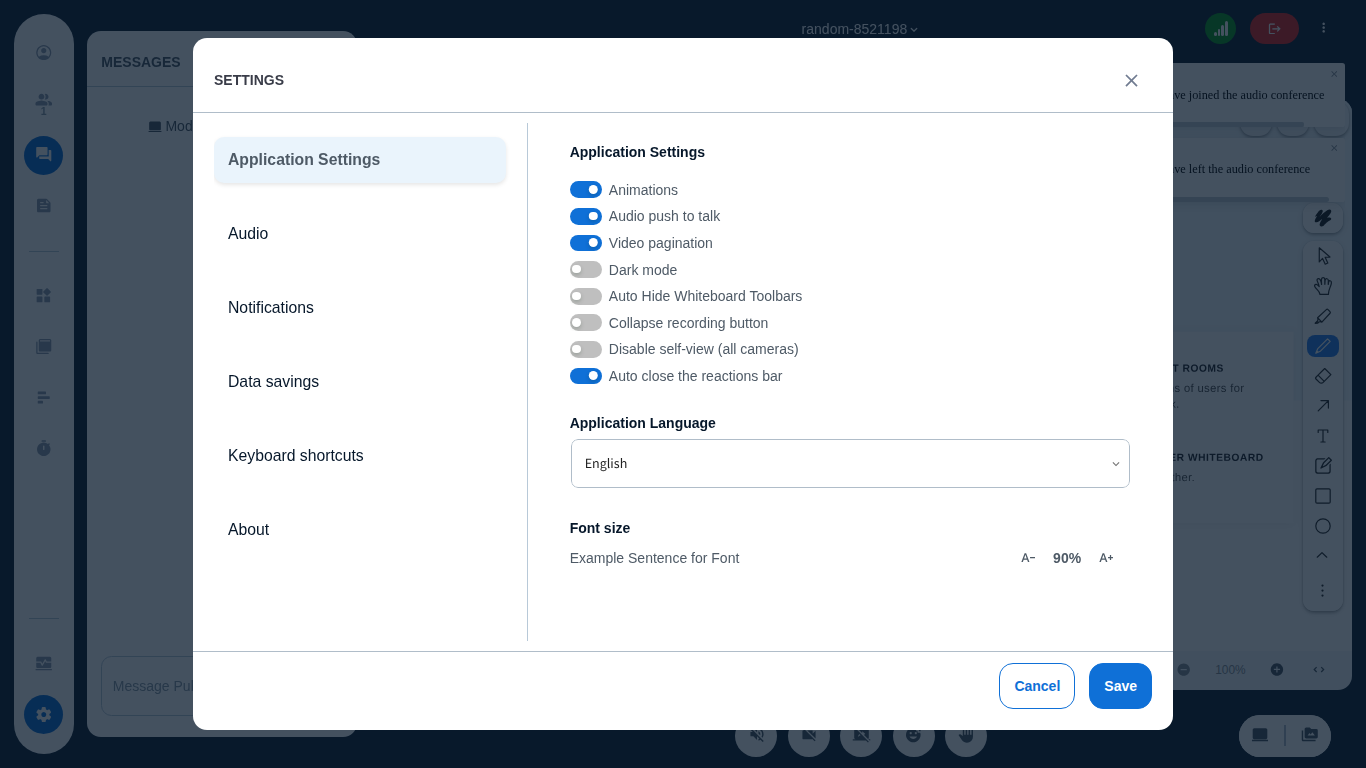 random-8521198
MESSAGES
1
Mod
Message Pul
SETTINGS
Application Settings
Audio
Notifications
Data savings
Keyboard shortcuts
About
Application Settings
Animations
Audio push to talk
Video pagination
Dark mode
Auto Hide Whiteboard Toolbars
Collapse recording button
Disable self-view (all cameras)
Auto close the reactions bar
Application Language
English
Font size
Example Sentence for Font
A−
90%
A+
Cancel
Save
ve joined the audio conference
ve left the audio conference
T ROOMS
s of users for
k.
ER WHITEBOARD
ther.
T
100%